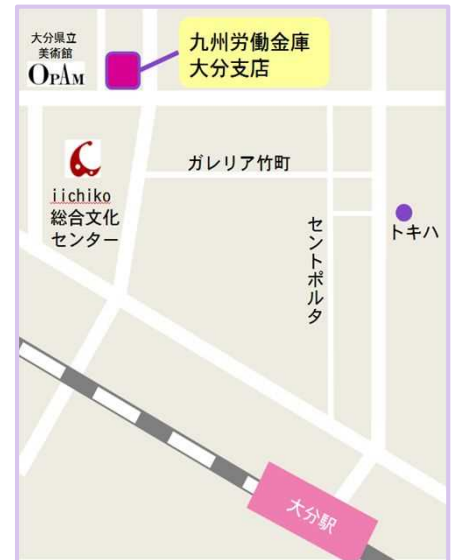 大分県立
美術館
OPAM
九州労働金庫
大分支店
ガレリア竹町
iichiko
総合文化
センター
セントポルタ
トキハ
大分駅